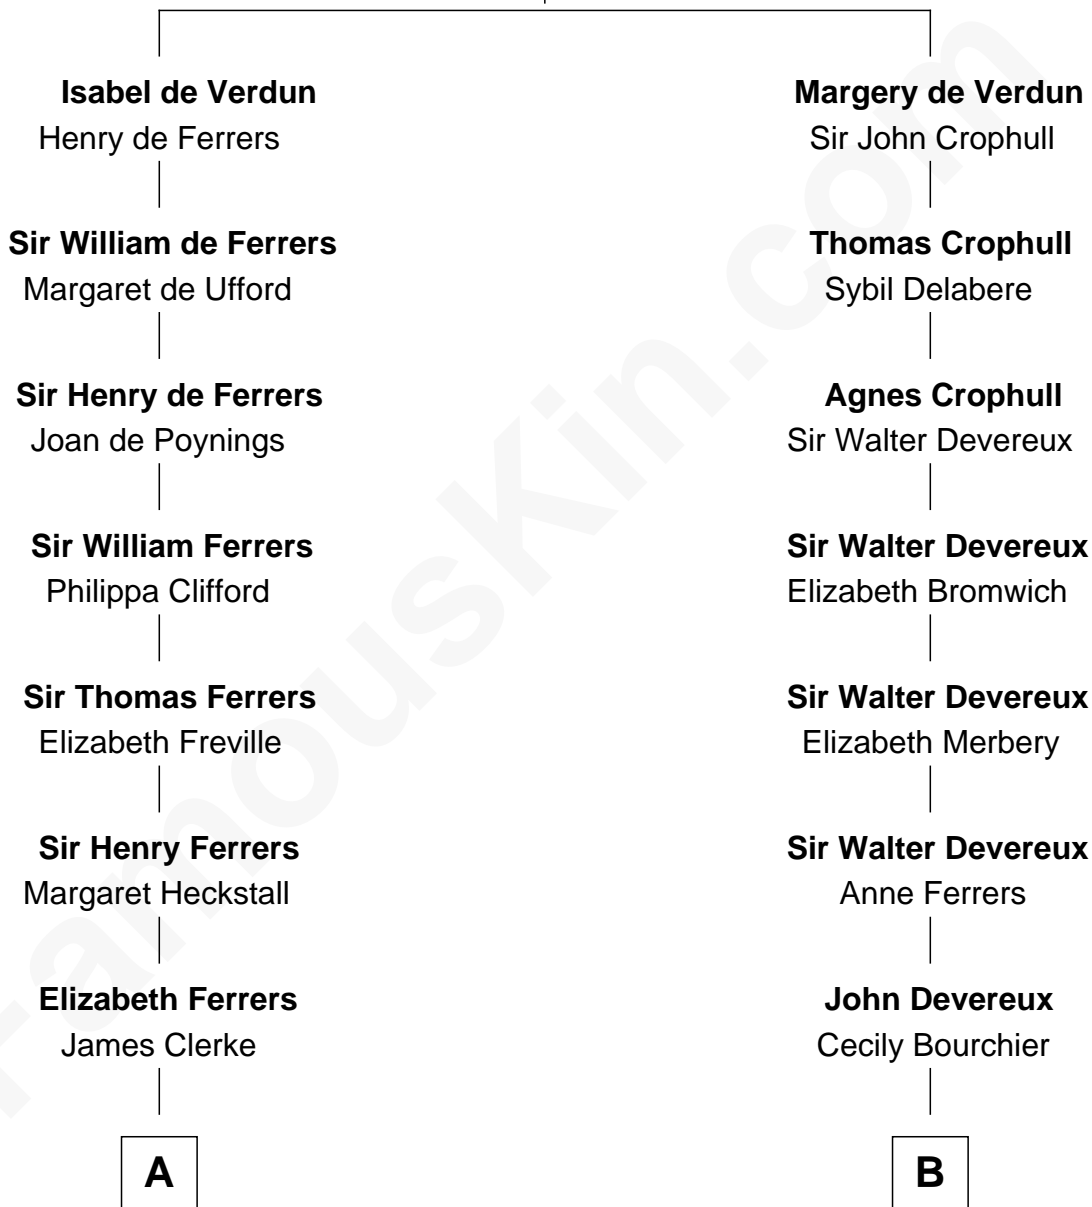 Isabel de Verdun
Henry de Ferrers
Sir William de Ferrers
Margaret de Ufford
Sir Henry de Ferrers
Joan de Poynings
Sir William Ferrers
Philippa Clifford
Sir Thomas Ferrers
Elizabeth Freville
Sir Henry Ferrers
Margaret Heckstall
Elizabeth Ferrers
James Clerke
A
Margery de Verdun
Sir John Crophull
Thomas Crophull
Sybil Delabere
Agnes Crophull
Sir Walter Devereux
Sir Walter Devereux
Elizabeth Bromwich
Sir Walter Devereux
Elizabeth Merbery
Sir Walter Devereux
Anne Ferrers
John Devereux
Cecily Bourchier
B
FamousKin.com